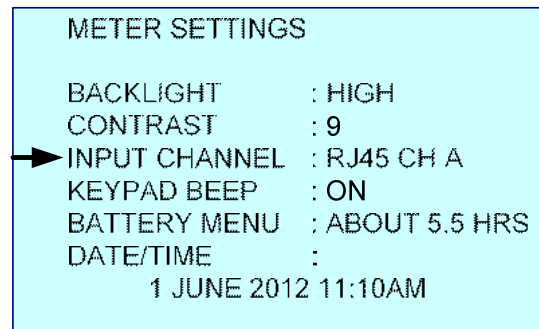 METER SETTINGS
BACKLIGHT : HIGH
CONTRAST : 9
INPUT CHANNEL : RJ45 CH A
KEYPAD BEEP : ON
BATTERY MENU : ABOUT 5.5 HRS
DATE/TIME :
1 JUNE 2012 11:10AM